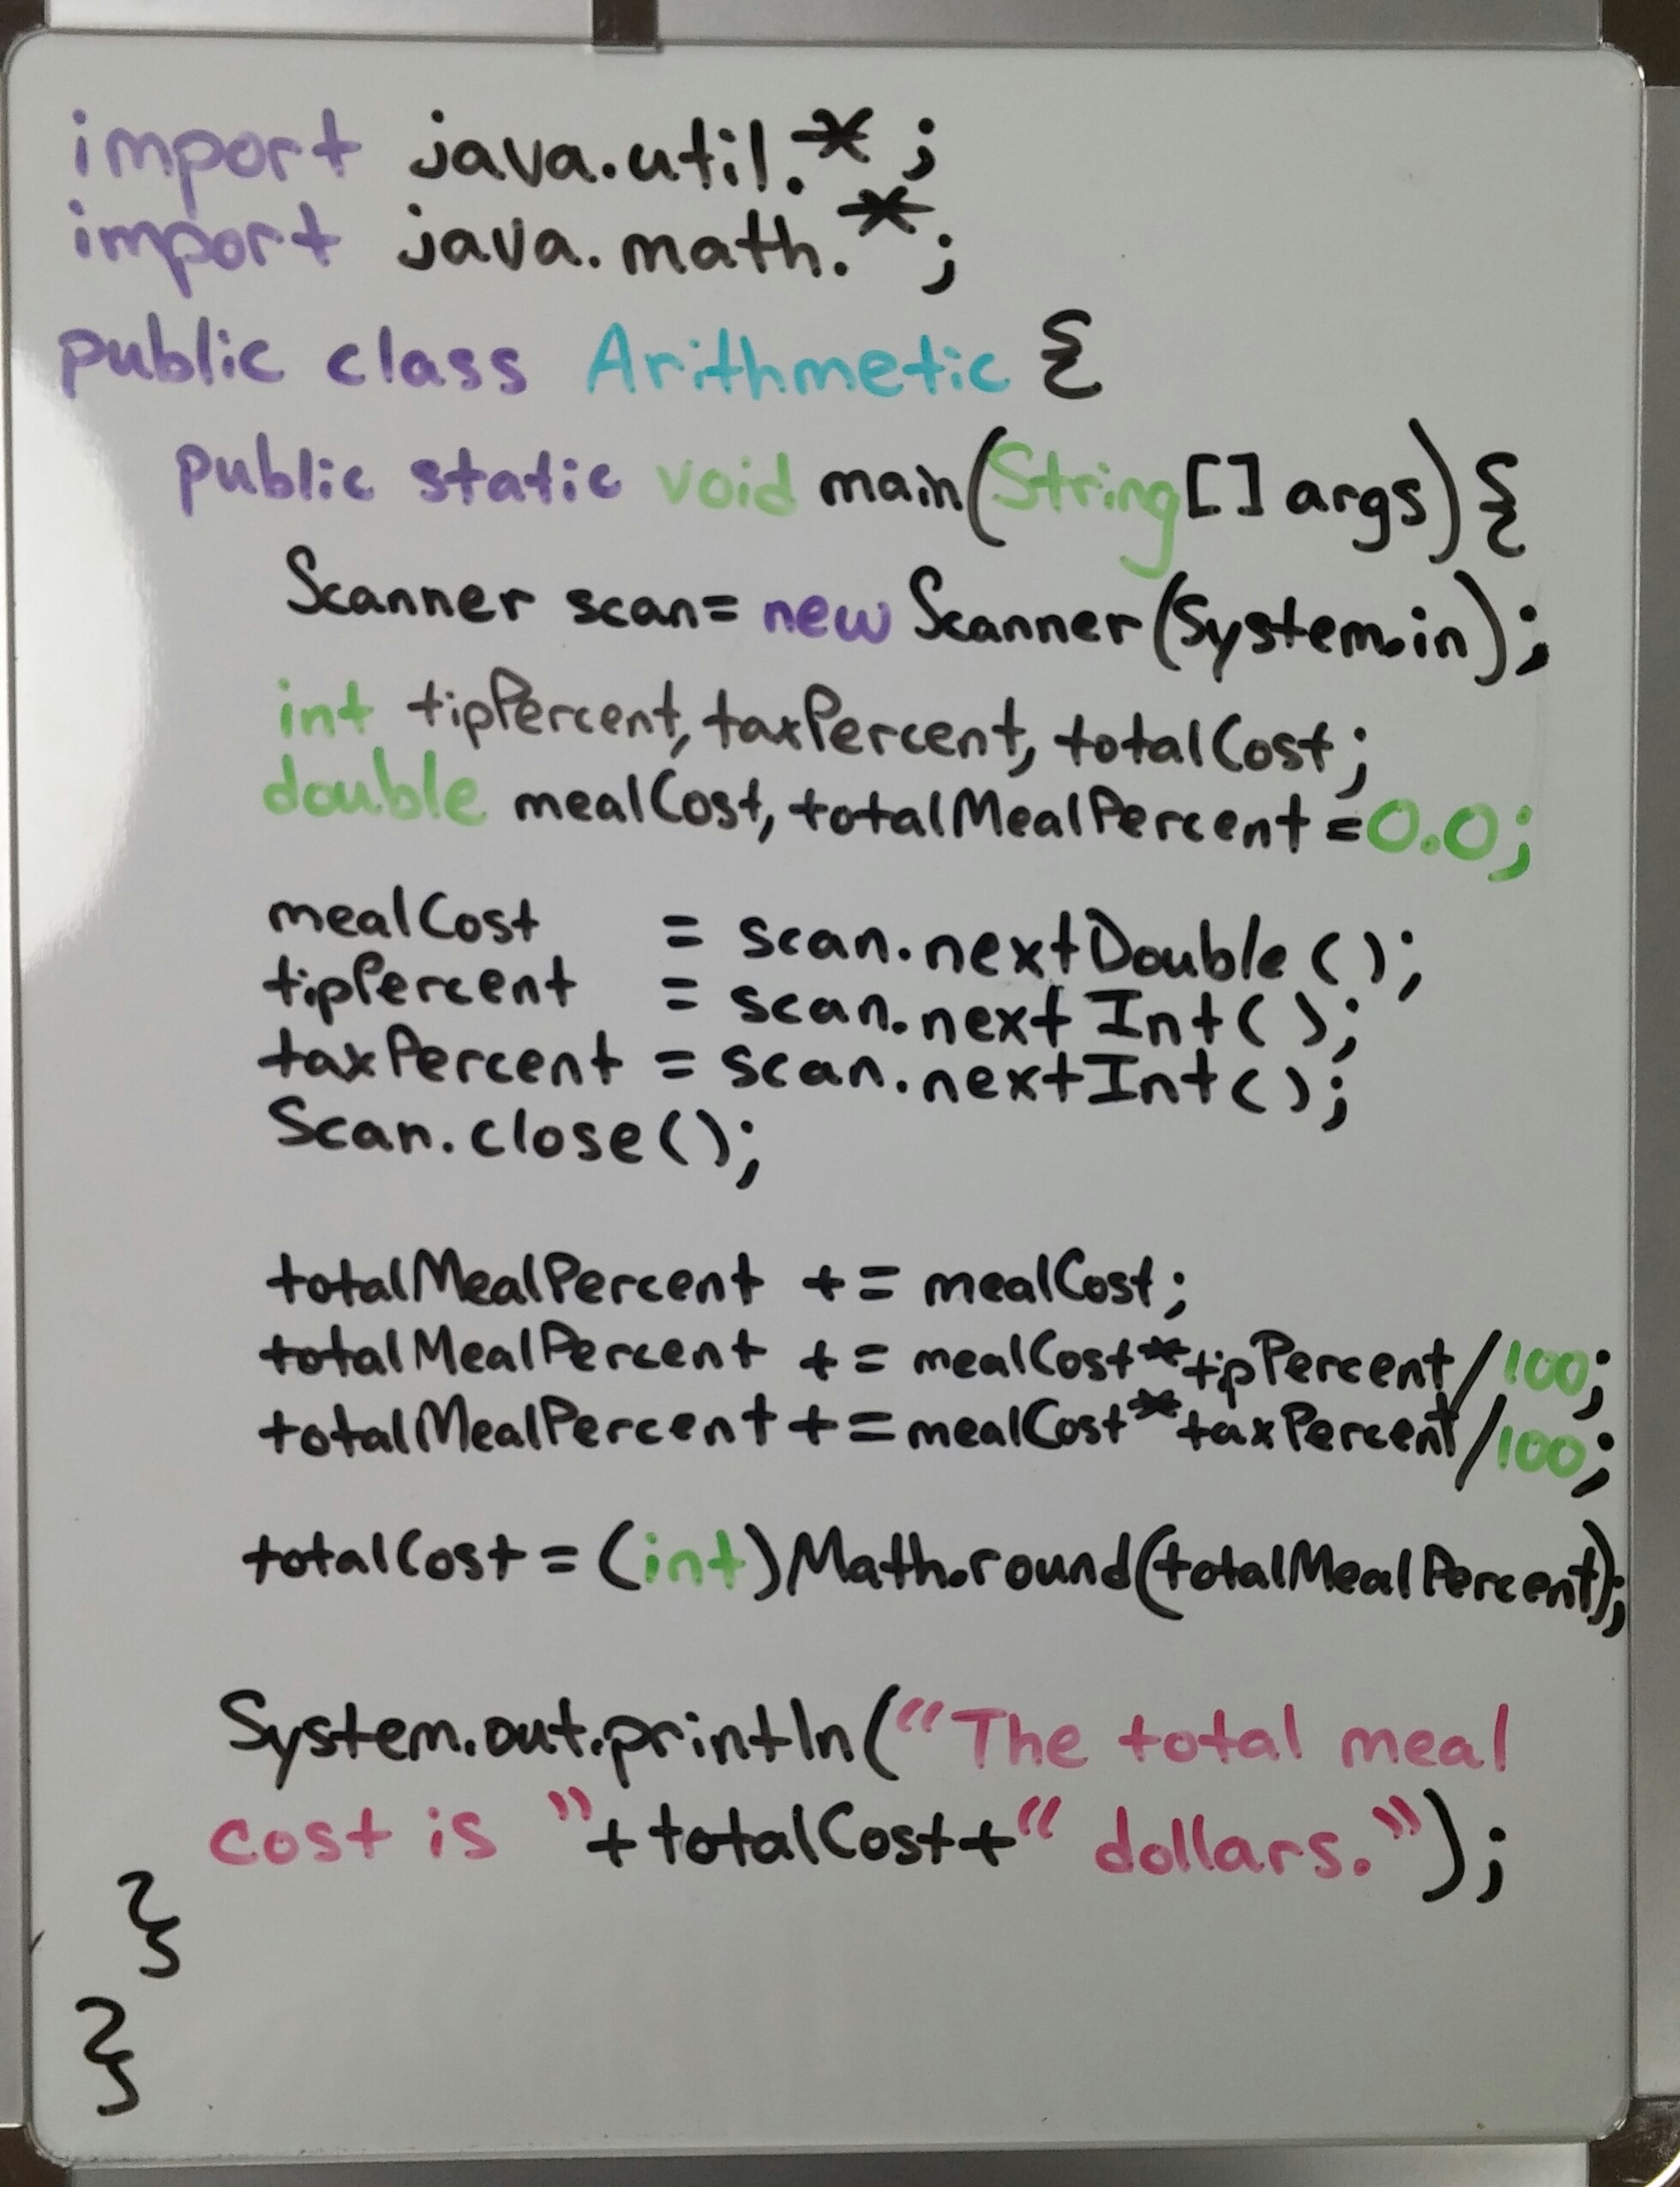 import java.util.*;
import java.math.*;
public class Arithmetic {
public static void main(String[] args){
Scanner scan= new Scanner(System.in);
int tipPercent, taxPercent, totalCost;
double mealCost, totalMealPercent=0.0;
mealCost = scan.nextDouble();
tipPercent = scan.nextInt();
taxPercent = scan.nextInt();
Scan.close();
totalMealPercent += mealCost;
totalMealPercent += mealCost*tipPercent/100;
totalMealPercent += mealCost*taxPercent/100;
totalCost = (int)Math.round(totalMealPercent);
System.out.println(“The total meal
cost is ”+totalCost+“ dollars.”);
}
}